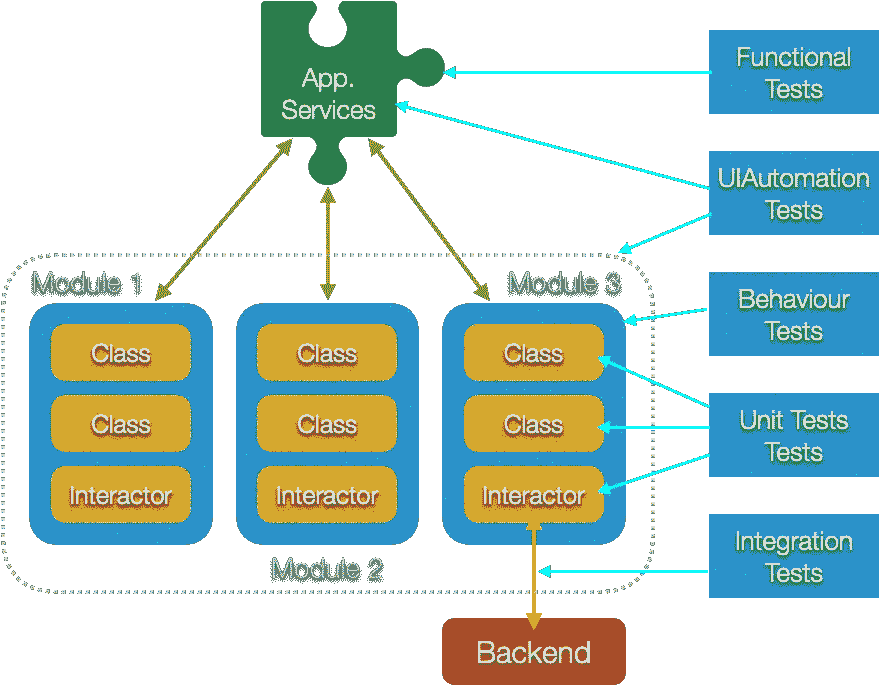 App.
Services
Functional
Tests
UIAutomation
Tests
Module 1
Module 3
Behaviour
Tests
Class
Class
Class
Class
Class
Class
Unit Tests
Tests
Interactor
Interactor
Interactor
Integration
Tests
Module 2
Backend